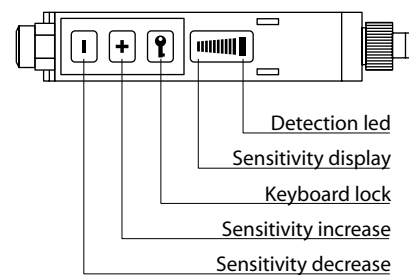 Detection led
Sensitivity display
Keyboard lock
Sensitivity increase
Sensitivity decrease